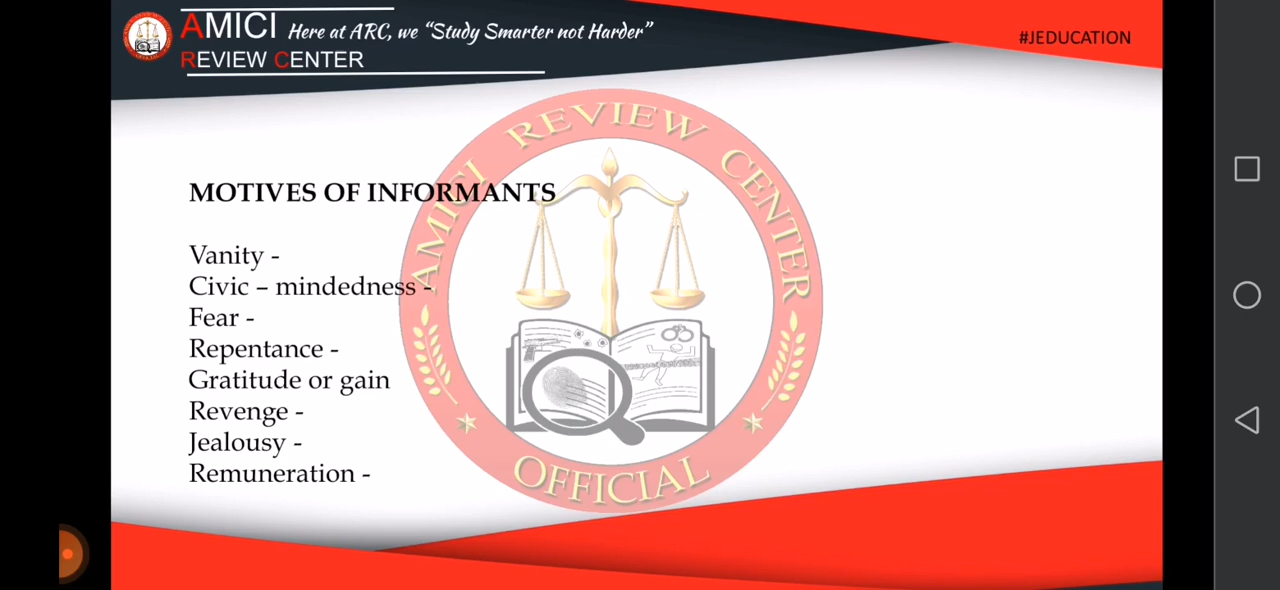 AMICI Here at ARC, we “Study Smarter not Harder”
REVIEW CENTER
#JEDUCATION
AMICI REVIEW CENTER
MOTIVES OF INFORMANTS
Vanity -
Civic – mindedness -
Fear -
Repentance -
Gratitude or gain
Revenge -
Jealousy -
Remuneration -
OFFICIAL